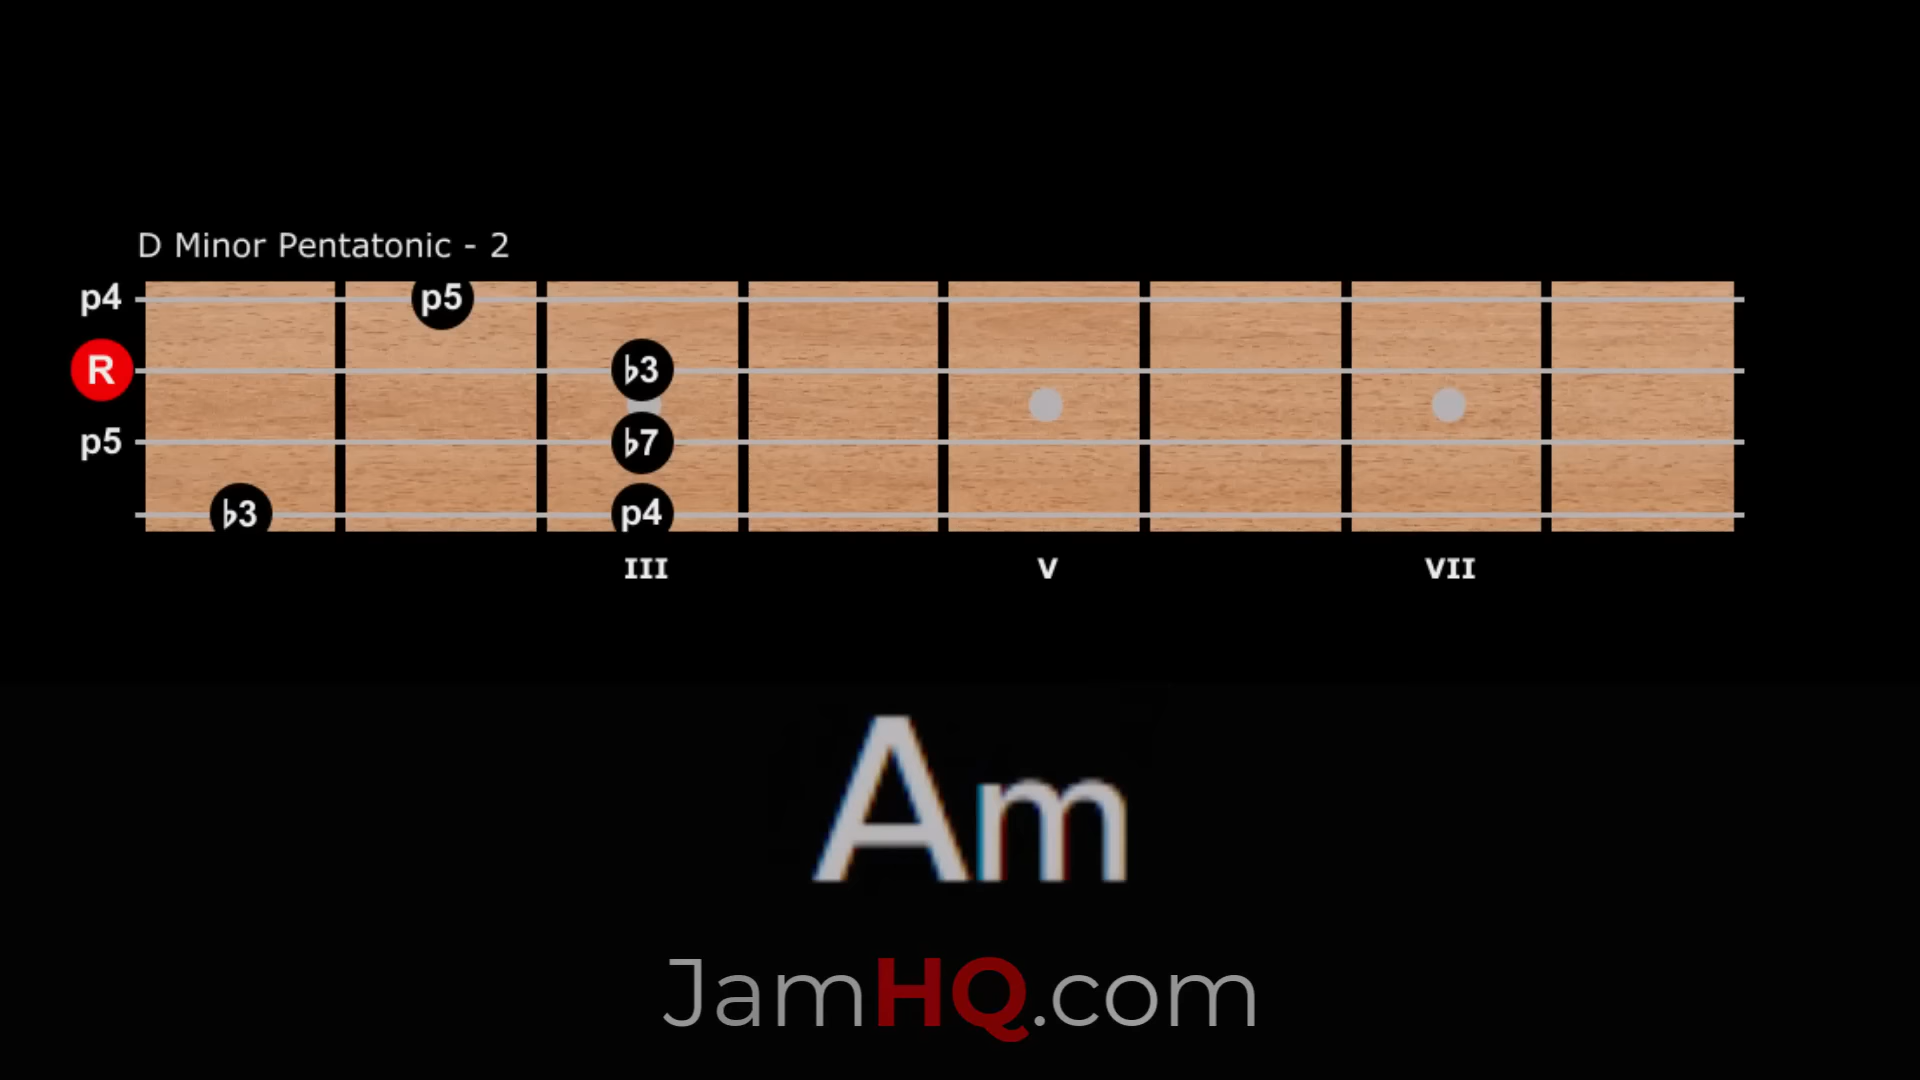 D Minor Pentatonic - 2
p4 p5
R ♭3
p5 ♭7
♭3 p4
III V VII
Am
JamHQ.com